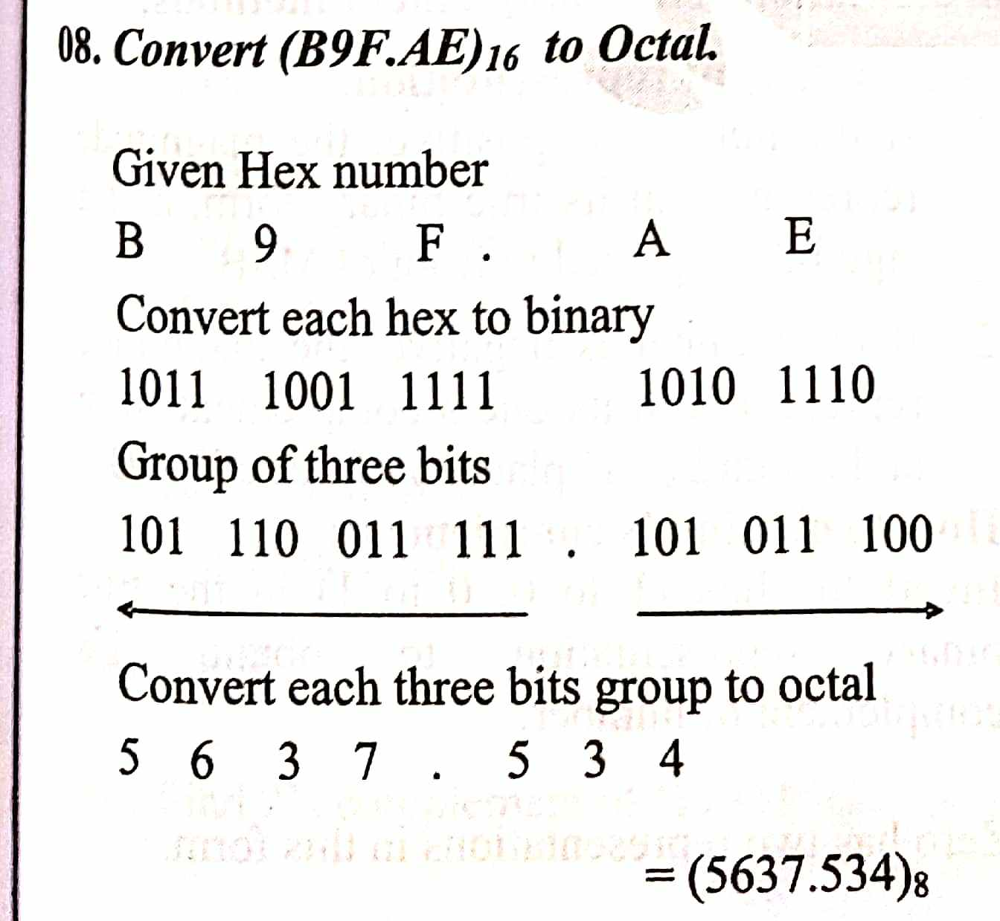 08. Convert (B9F.AE)16 to Octal.
Given Hex number
B 9 F . A E
Convert each hex to binary
1011 1001 1111 1010 1110
Group of three bits
101 110 011 111 . 101 011 100
Convert each three bits group to octal
5 6 3 7 . 5 3 4
= (5637.534)8